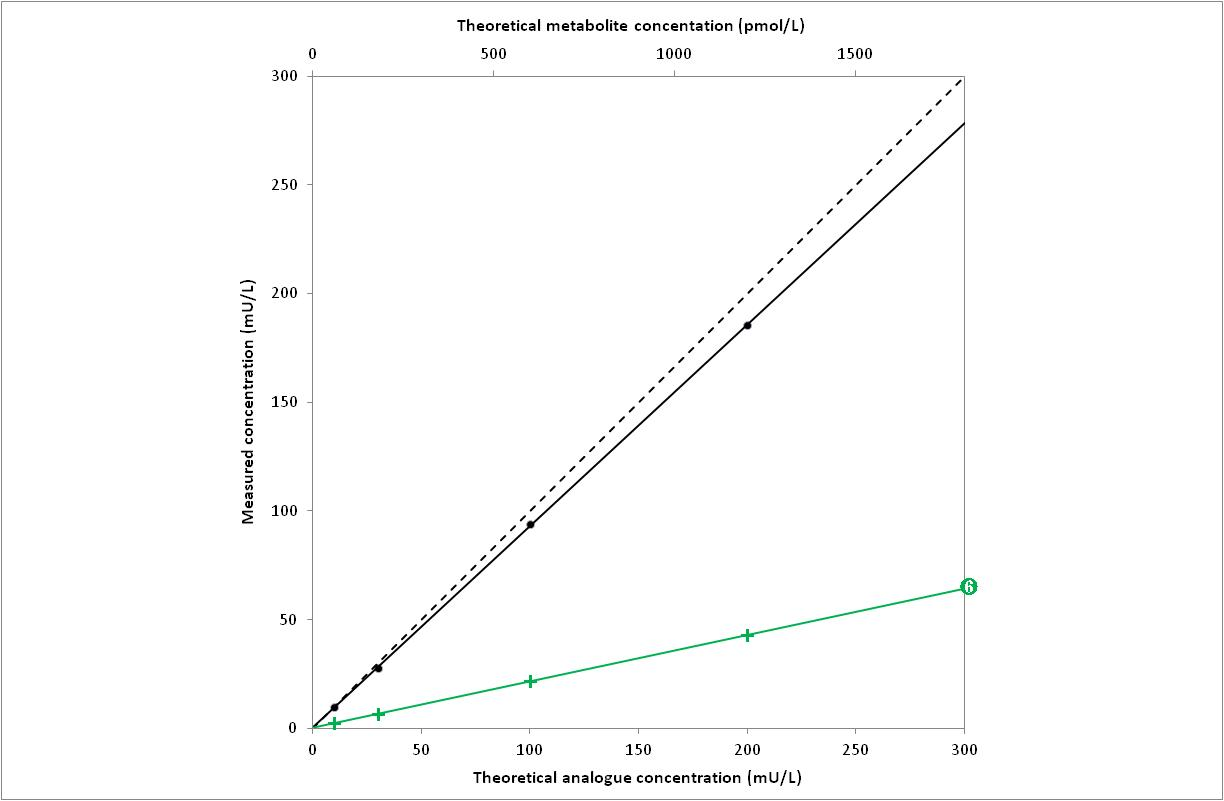 Theoretical metabolite concentation (pmol/L)
0 500 1000 1500
300
250
200
150
100
50
0
Measured concentration (mU/L)
6
0 50 100 150 200 250 300
Theoretical analogue concentration (mU/L)